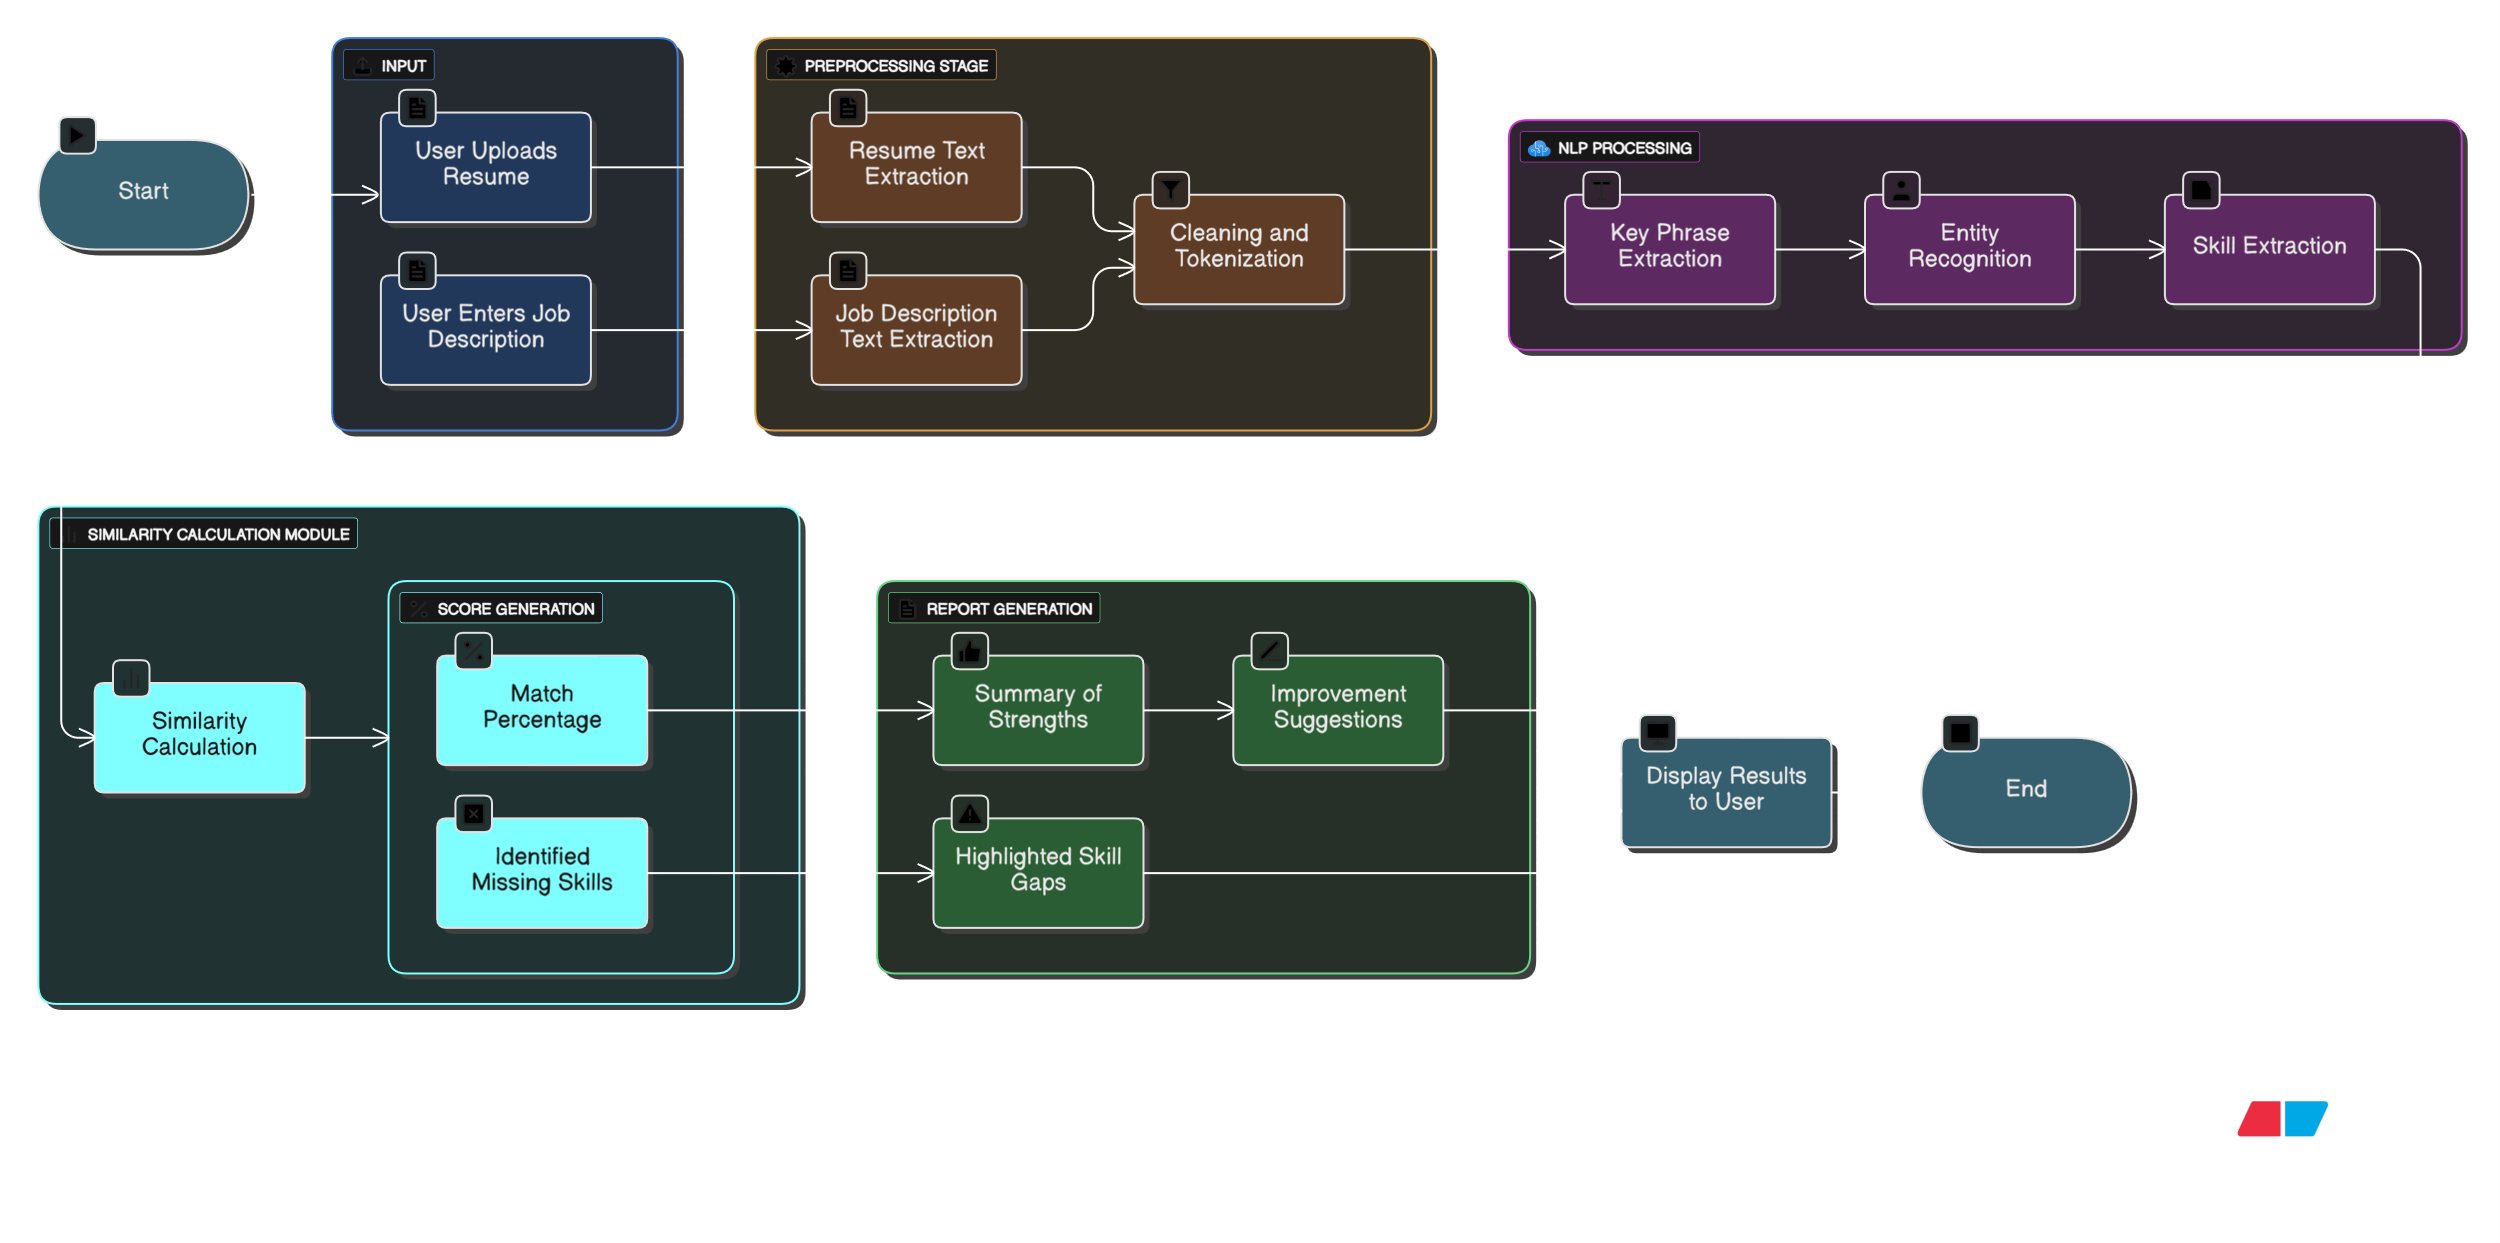 INPUT
PREPROCESSING STAGE
NLP PROCESSING
Start
User Uploads
Resume
Resume Text
Extraction
Cleaning and
Tokenization
Key Phrase
Extraction
Entity
Recognition
Skill Extraction
User Enters Job
Description
Job Description
Text Extraction
SIMILARITY CALCULATION MODULE
SCORE GENERATION
REPORT GENERATION
Similarity
Calculation
Match
Percentage
Summary of
Strengths
Improvement
Suggestions
Display Results
to User
End
Identified
Missing Skills
Highlighted Skill
Gaps